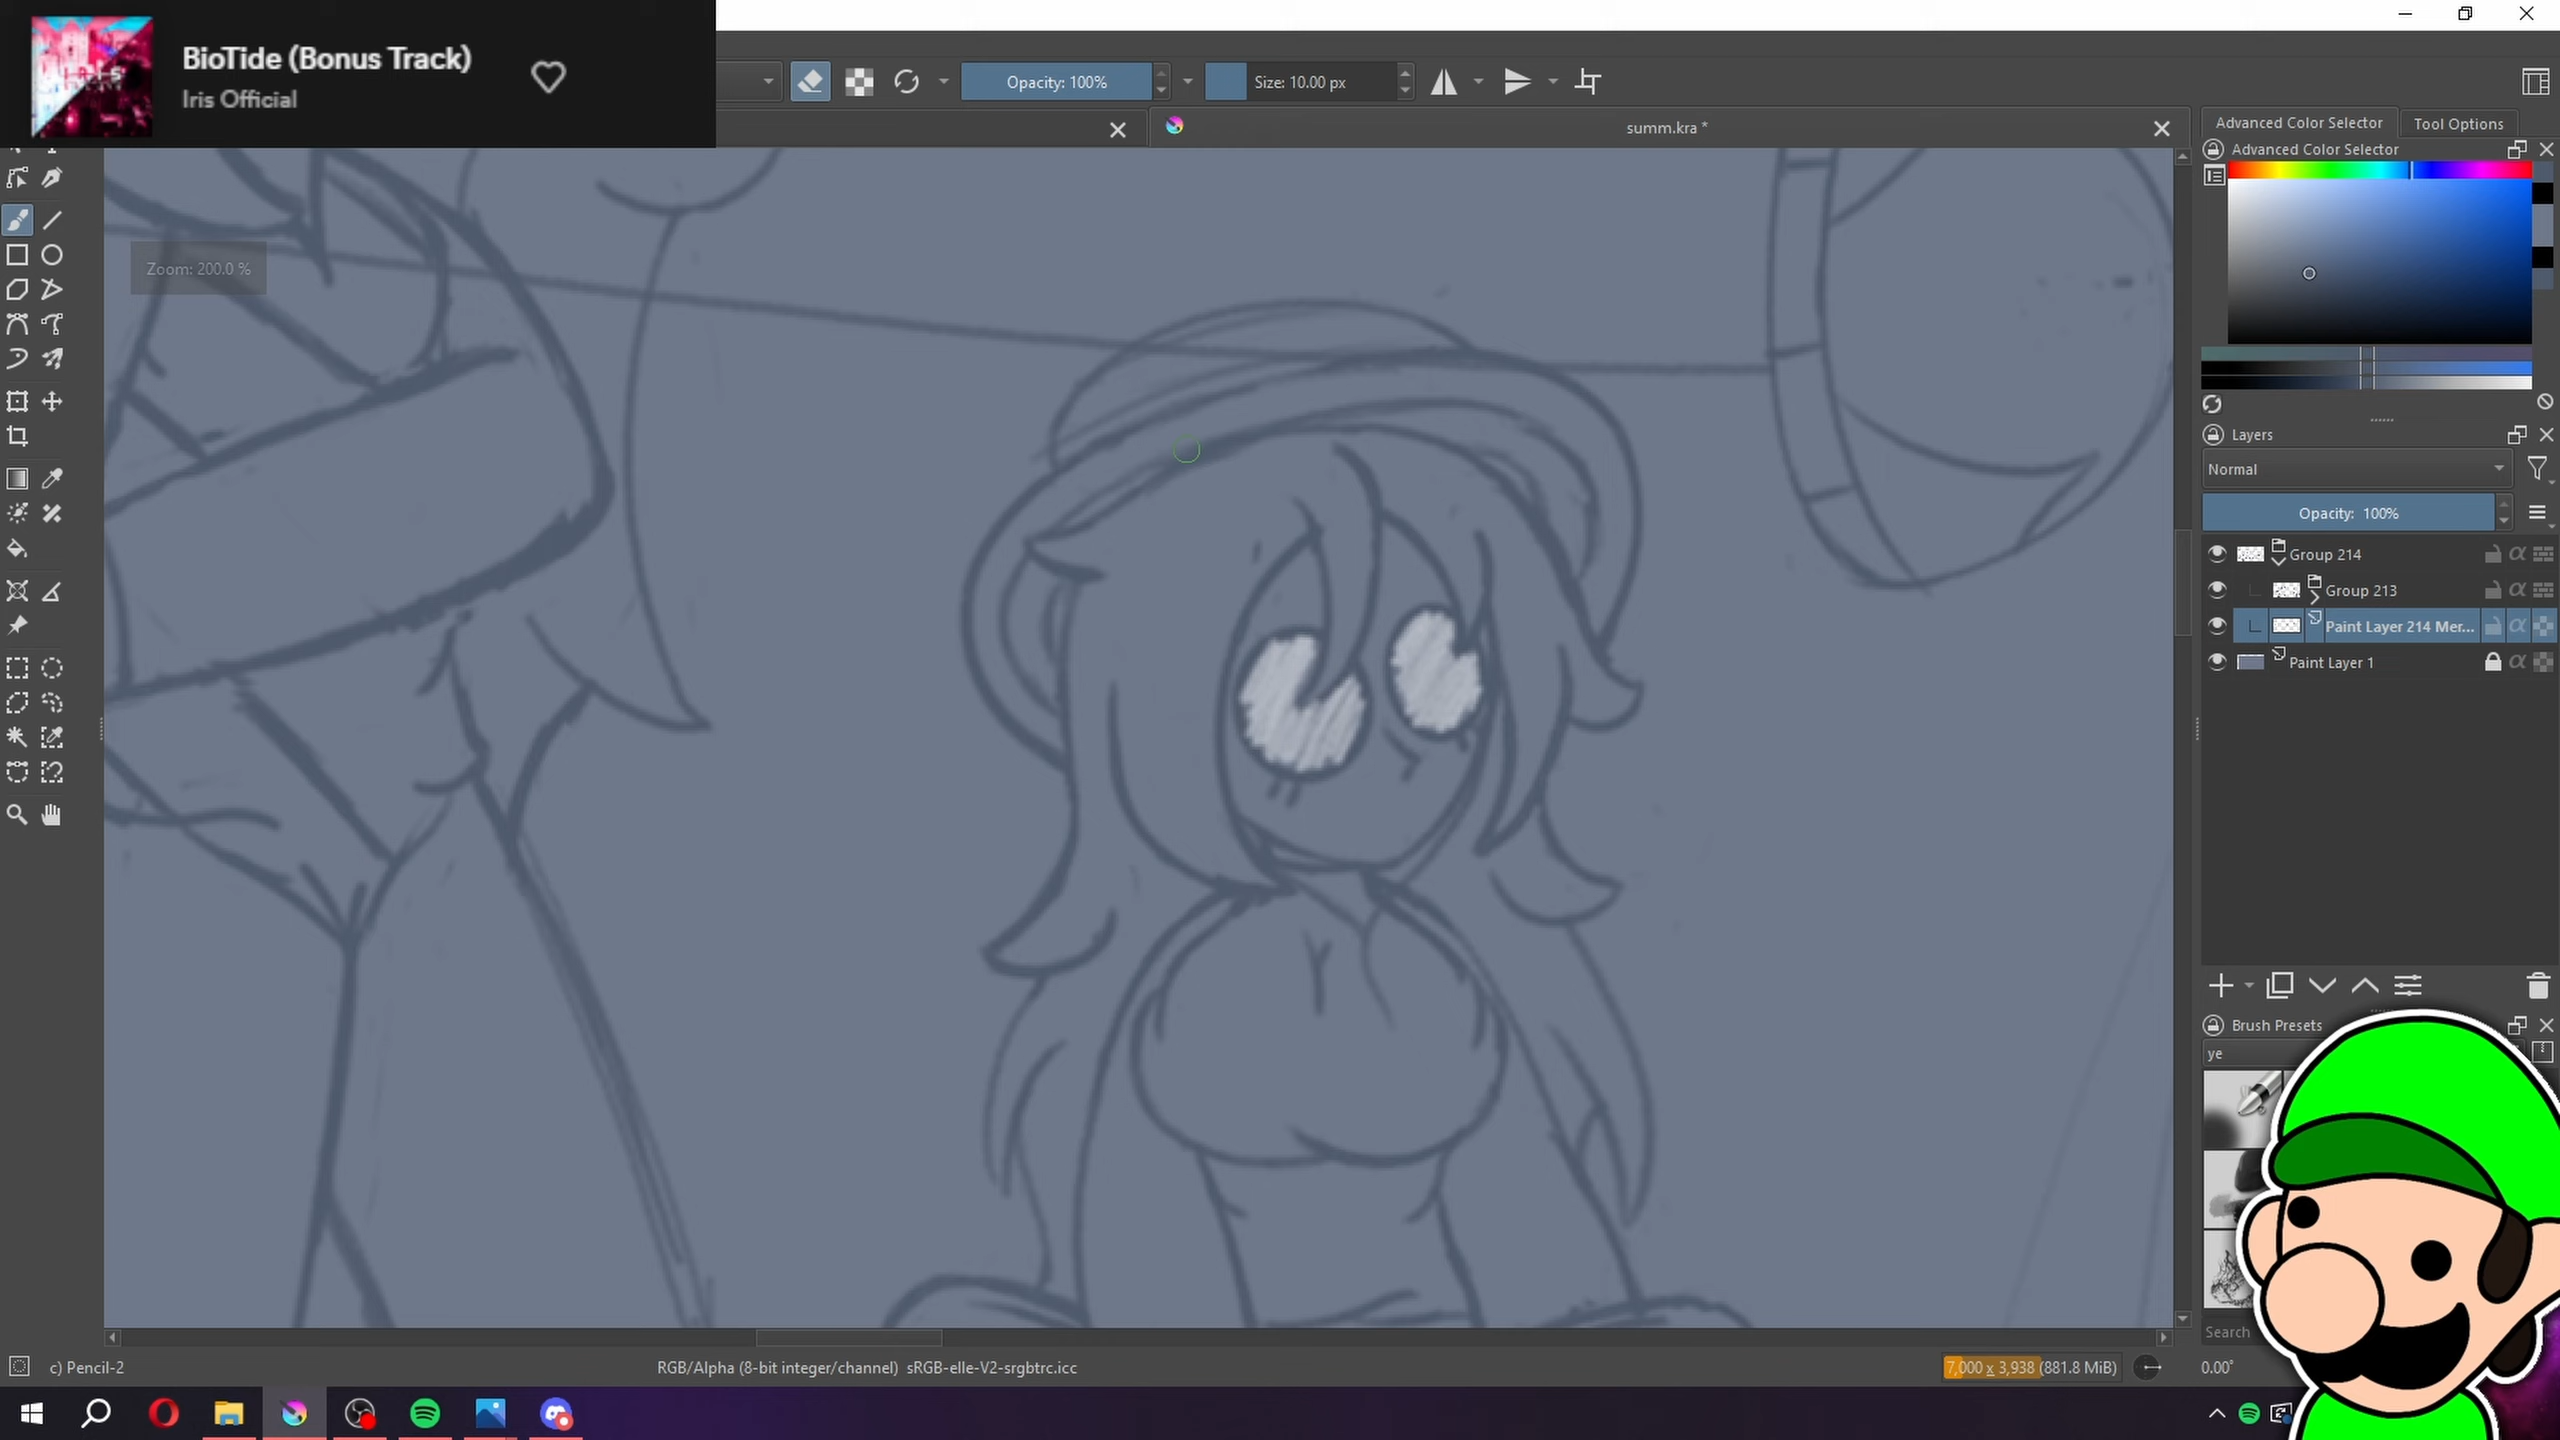 BioTide (Bonus Track)
Iris Official
Opacity: 100%
Size: 10.00 px
summ.kra *
Advanced Color Selector
Tool Options
Advanced Color Selector
Zoom: 200.0 %
Layers
Normal
Opacity: 100%
Group 214
Group 213
Paint Layer 214 Mer...
Paint Layer 1
Brush Presets
ye
Search
c) Pencil-2
RGB/Alpha (8-bit integer/channel) sRGB-elle-V2-srgbtrc.icc
7,000 x 3,938 (881.8 MiB)
0.00°